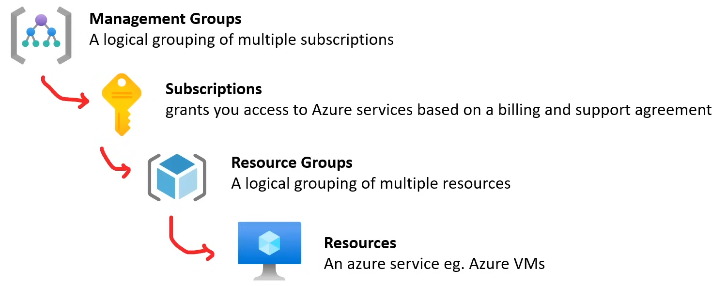 Management Groups
A logical grouping of multiple subscriptions
Subscriptions
grants you access to Azure services based on a billing and support agreement
Resource Groups
A logical grouping of multiple resources
Resources
An azure service eg. Azure VMs